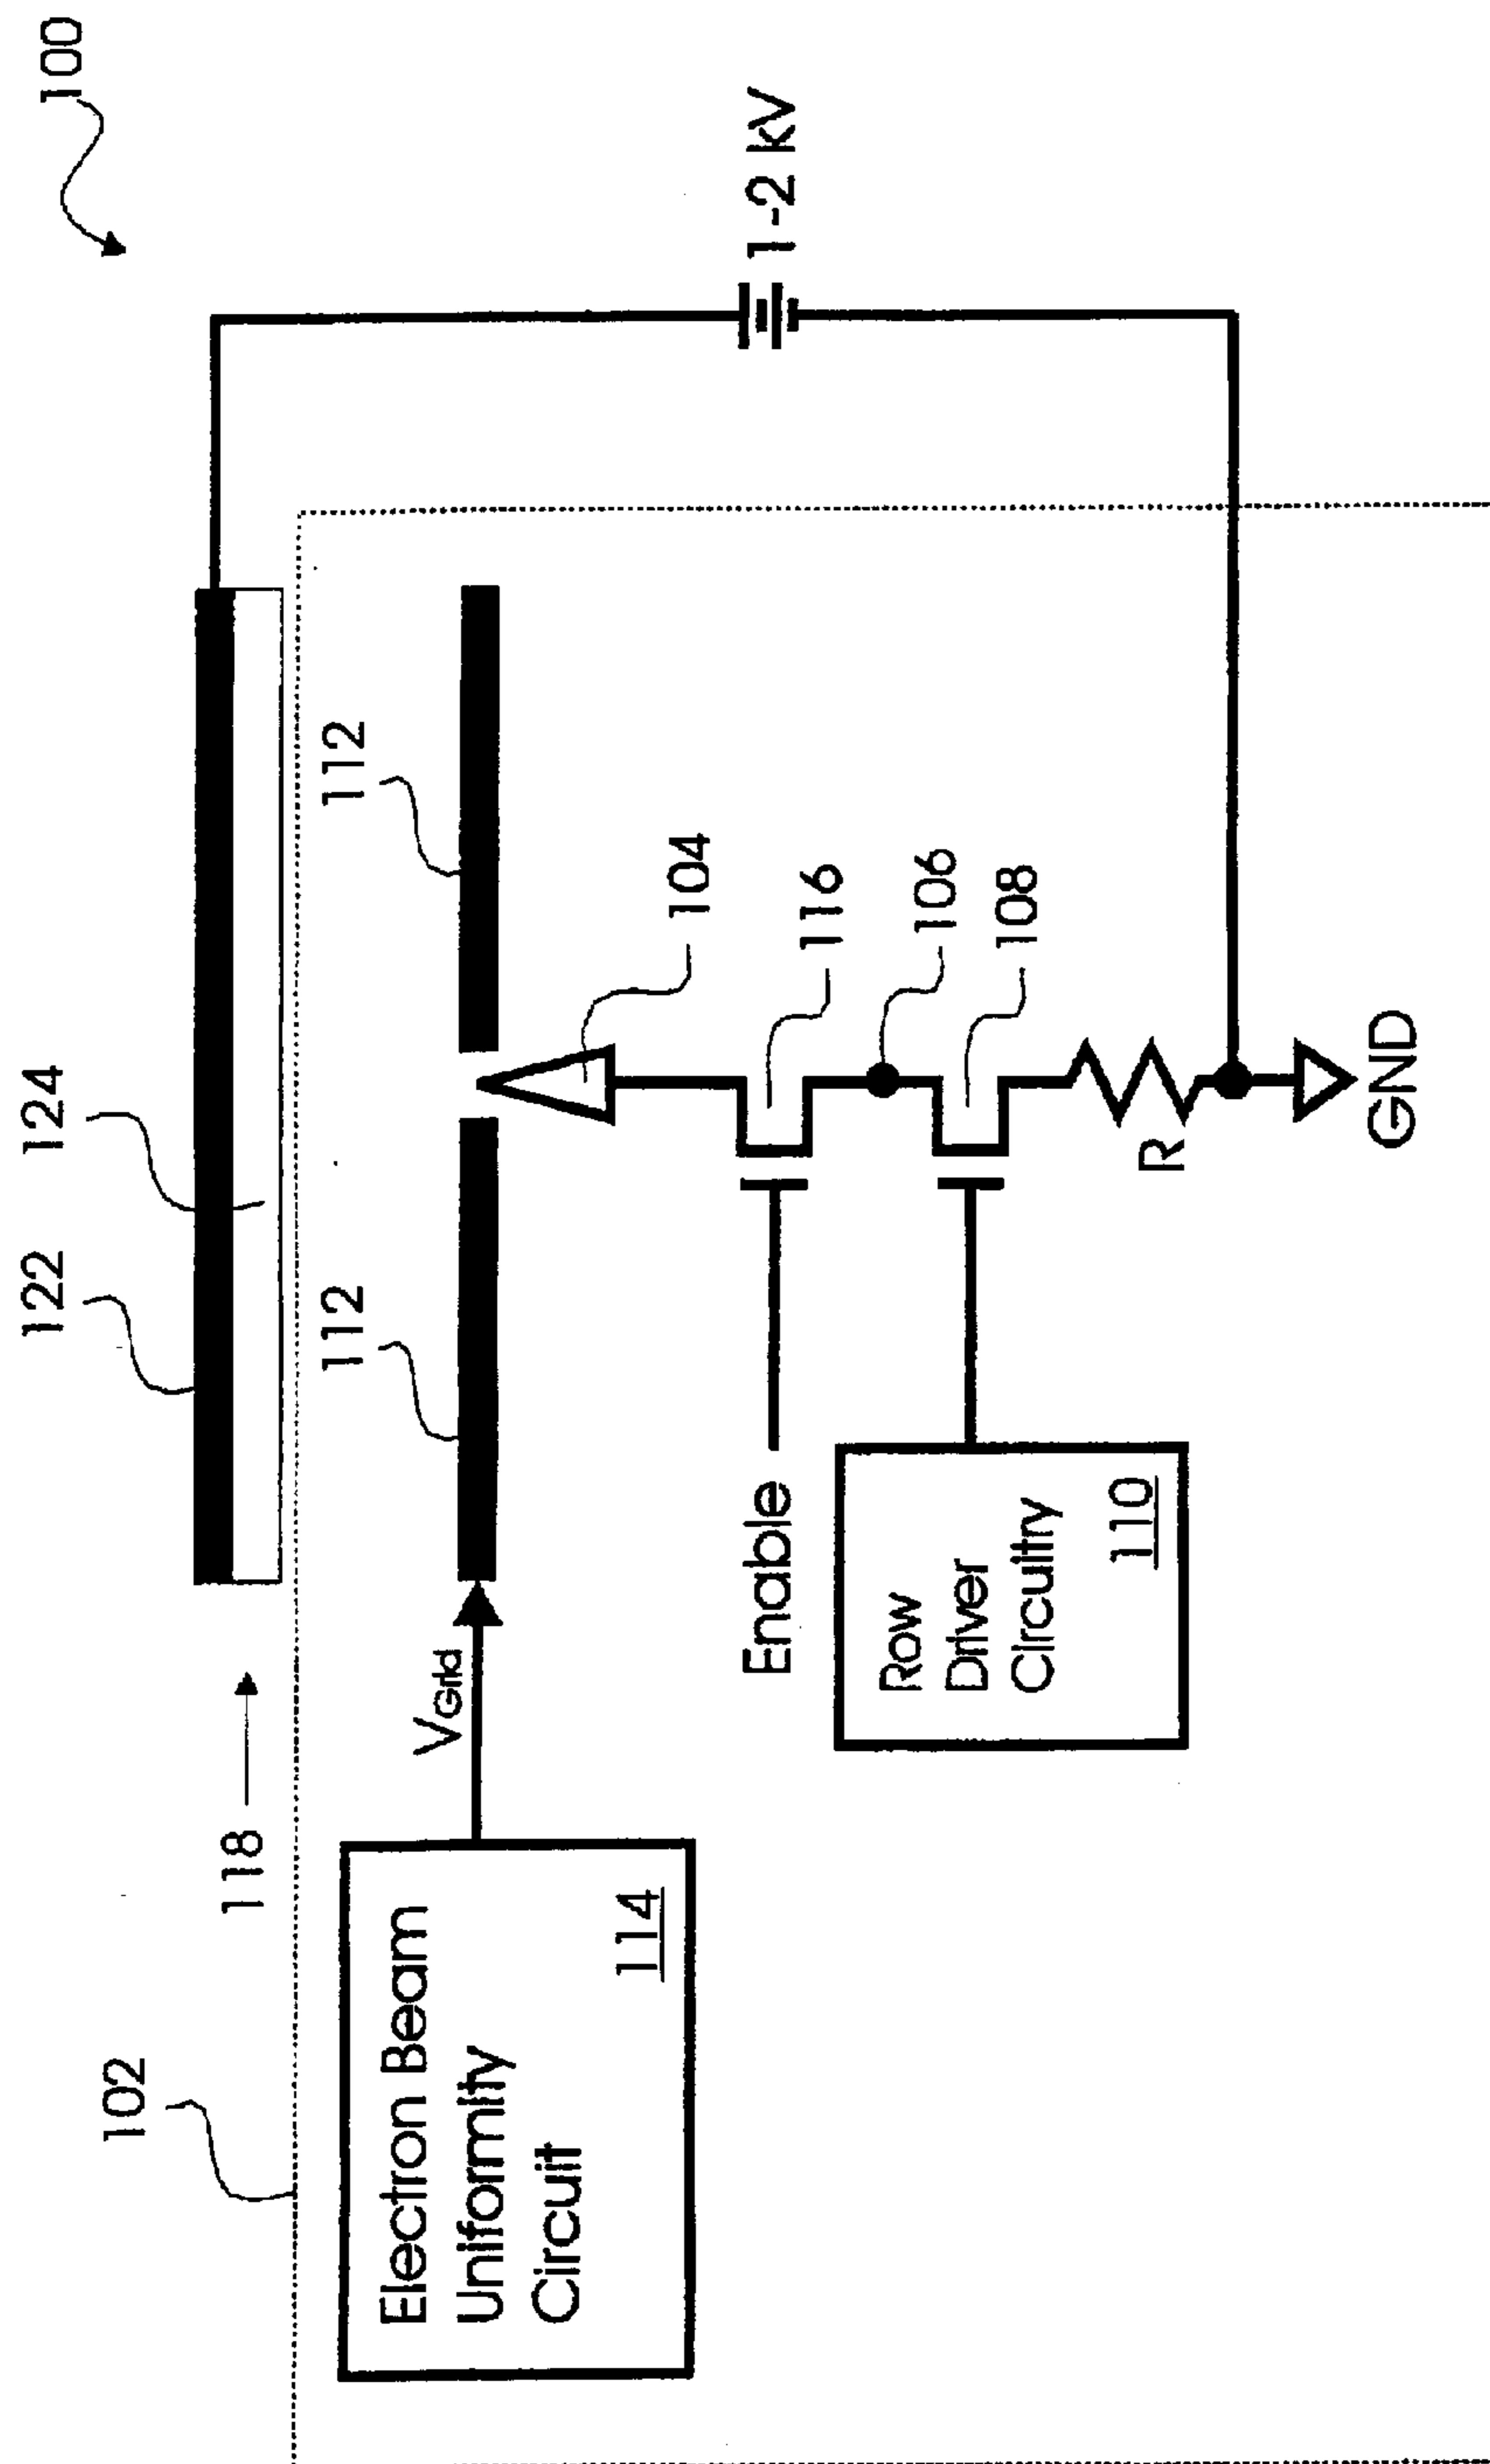 100
122
124
118
102
112
112
1-2 kV
VGrid
Electron Beam
Uniformity
Circuit
114
104
116
106
108
Enable
Row
Driver
Circuitry
110
R
GND